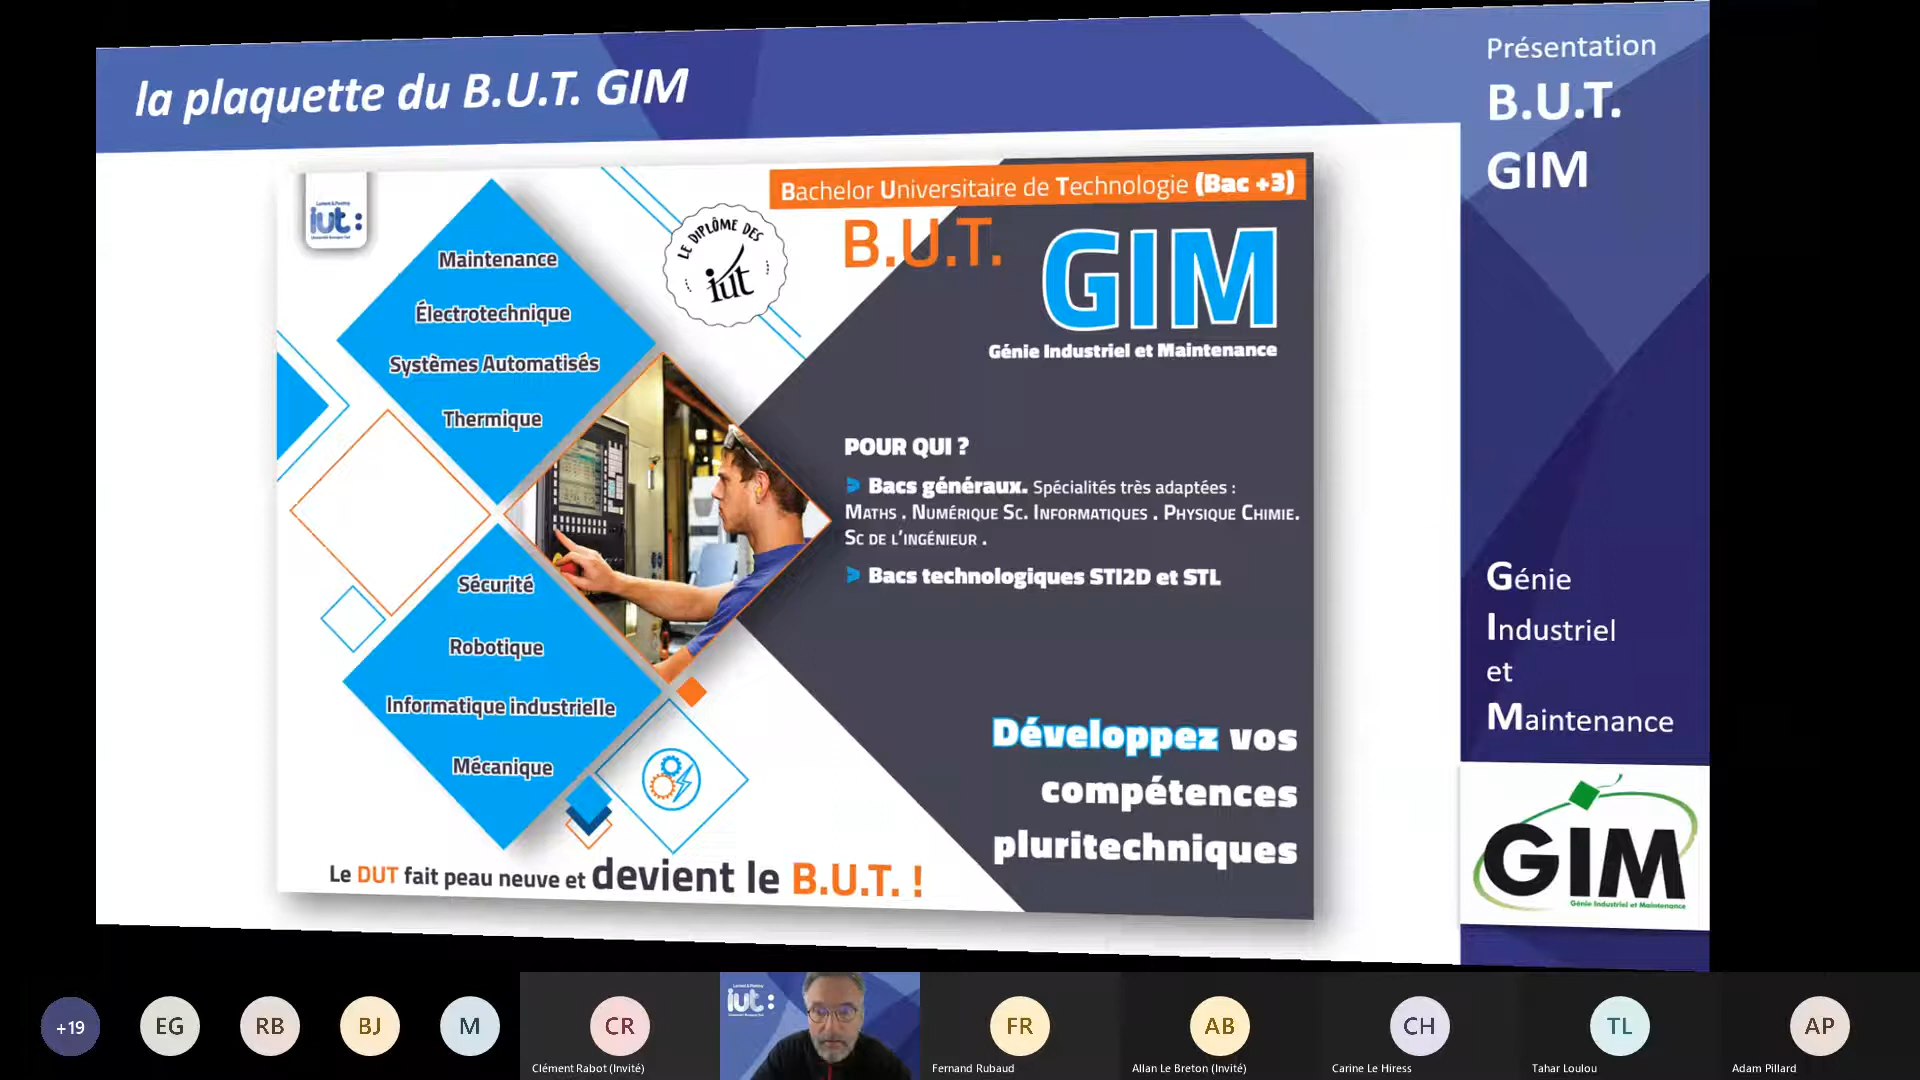 la plaquette du B.U.T. GIM
Présentation
B.U.T.
GIM
Génie
Industriel
et
Maintenance
GIM
Génie Industriel et Maintenance
iut:
LE DIPLÔME DES
iut
Bachelor Universitaire de Technologie (Bac +3)
B.U.T.
GIM
Génie Industriel et Maintenance
Maintenance
Électrotechnique
Systèmes Automatisés
Thermique
Sécurité
Robotique
Informatique industrielle
Mécanique
POUR QUI ?
Bacs généraux. Spécialités très adaptées :
MATHS . NUMÉRIQUE SC. INFORMATIQUES . PHYSIQUE CHIMIE.
SC DE L'INGÉNIEUR .
Bacs technologiques STI2D et STL
Développez vos
compétences
pluritechniques
Le DUT fait peau neuve et devient le B.U.T. !
+19
EG
RB
BJ
M
CR
Clément Rabot (Invité)
iut:
FR
Fernand Rubaud
AB
Allan Le Breton (Invité)
CH
Carine Le Hiress
TL
Tahar Loulou
AP
Adam Pillard